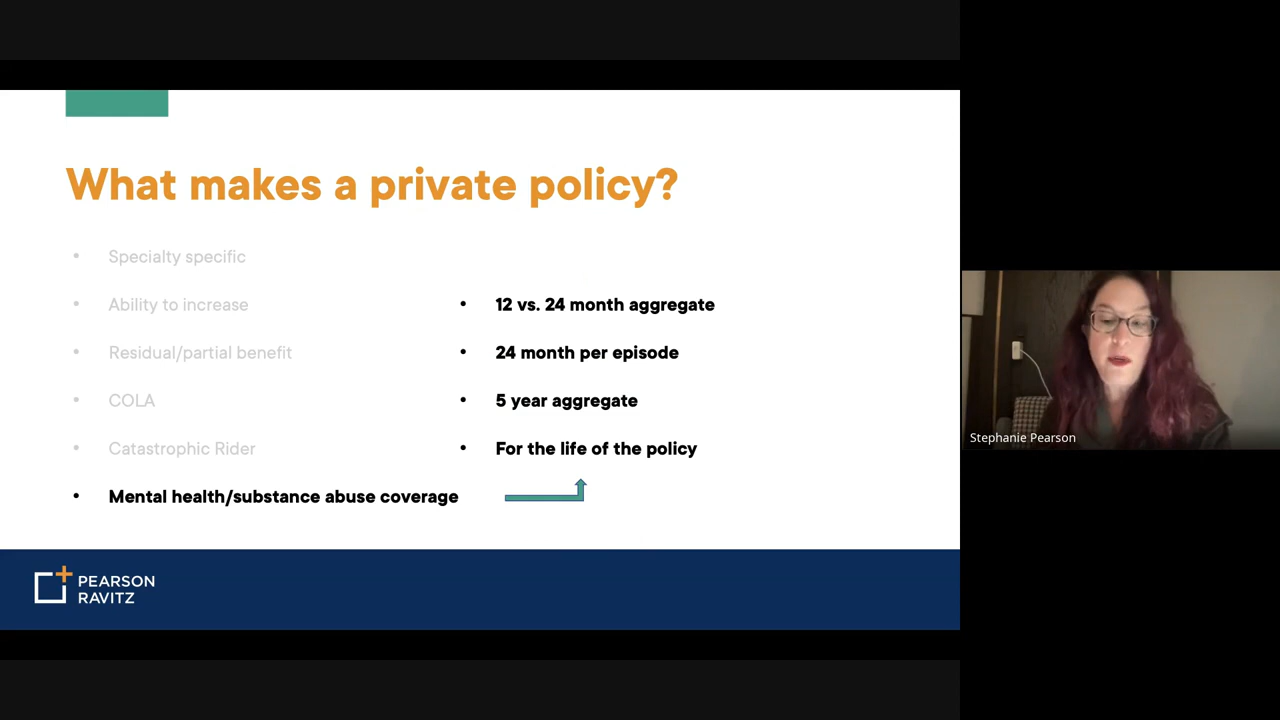 What makes a private policy?
• Specialty specific
• Ability to increase
• Residual/partial benefit
• COLA
• Catastrophic Rider
• Mental health/substance abuse coverage
• 12 vs. 24 month aggregate
• 24 month per episode
• 5 year aggregate
• For the life of the policy
PEARSON
RAVITZ
Stephanie Pearson